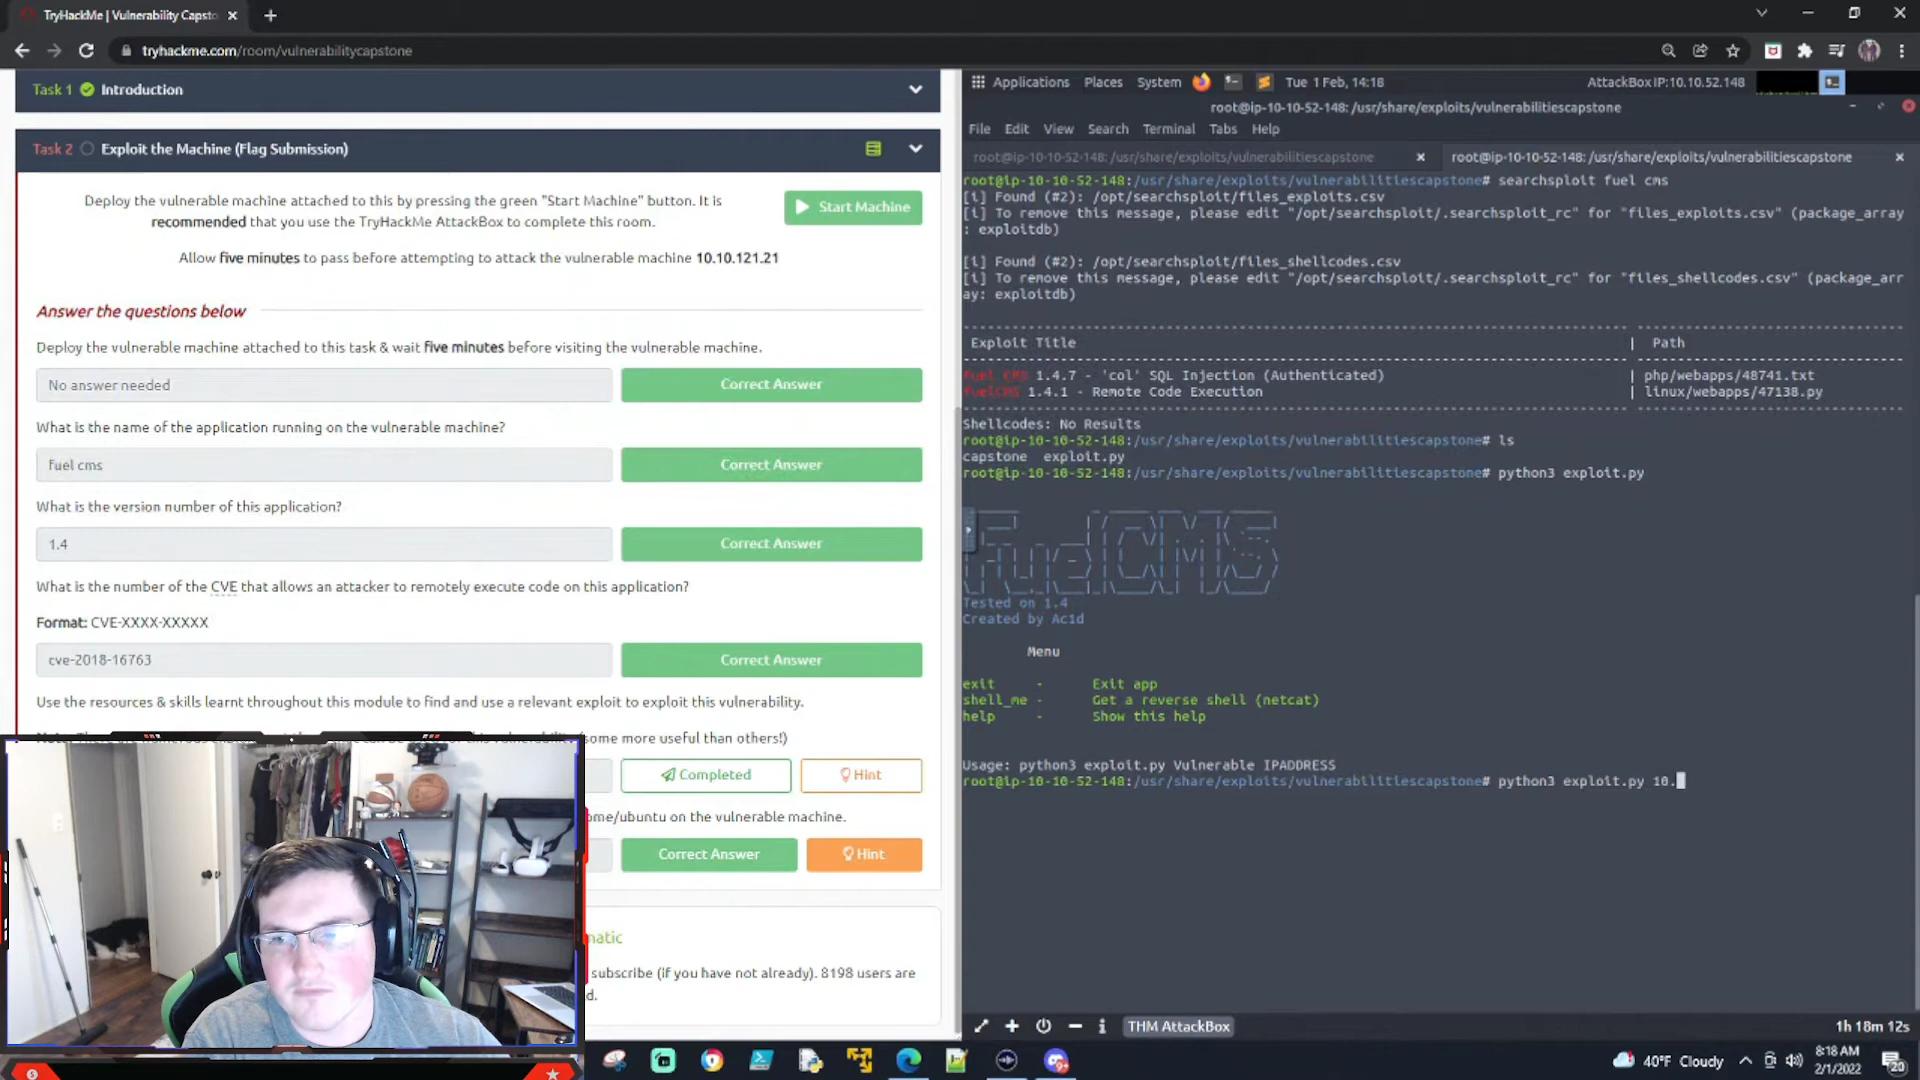 TryHackMe | Vulnerability Capsto
tryhackme.com/room/vulnerabilitycapstone
Task 1 Introduction
Task 2 Exploit the Machine (Flag Submission)
Deploy the vulnerable machine attached to this by pressing the green "Start Machine" button. It is
recommended that you use the TryHackMe AttackBox to complete this room.
Start Machine
Allow five minutes to pass before attempting to attack the vulnerable machine 10.10.121.21
Answer the questions below
Deploy the vulnerable machine attached to this task & wait five minutes before visiting the vulnerable machine.
No answer needed
Correct Answer
What is the name of the application running on the vulnerable machine?
fuel cms
Correct Answer
What is the version number of this application?
1.4
Correct Answer
What is the number of the CVE that allows an attacker to remotely execute code on this application?
Format: CVE-XXXX-XXXXX
cve-2018-16763
Correct Answer
Use the resources & skills learnt throughout this module to find and use a relevant exploit to exploit this vulnerability.
(some more useful than others!)
Completed
Hint
ome/ubuntu on the vulnerable machine.
Correct Answer
Hint
natic
subscribe (if you have not already). 8198 users are
d.
Applications Places System Tue 1 Feb, 14:18 AttackBox IP:10.10.52.148
root@ip-10-10-52-148: /usr/share/exploits/vulnerabilitiescapstone
File Edit View Search Terminal Tabs Help
root@ip-10-10-52-148: /usr/share/exploits/vulnerabilitiescapstone
root@ip-10-10-52-148: /usr/share/exploits/vulnerabilitiescapstone
root@ip-10-10-52-148:/usr/share/exploits/vulnerabilitiescapstone# searchsploit fuel cms
[i] Found (#2): /opt/searchsploit/files_exploits.csv
[i] To remove this message, please edit "/opt/searchsploit/.searchsploit_rc" for "files_exploits.csv" (package_array
: exploitdb)
[i] Found (#2): /opt/searchsploit/files_shellcodes.csv
[i] To remove this message, please edit "/opt/searchsploit/.searchsploit_rc" for "files_shellcodes.csv" (package_arr
ay: exploitdb)
Exploit Title | Path
fuel CMS 1.4.7 - 'col' SQL Injection (Authenticated) | php/webapps/48741.txt
fuelCMS 1.4.1 - Remote Code Execution | linux/webapps/47138.py
Shellcodes: No Results
root@ip-10-10-52-148:/usr/share/exploits/vulnerabilitiescapstone# ls
capstone exploit.py
root@ip-10-10-52-148:/usr/share/exploits/vulnerabilitiescapstone# python3 exploit.py
FuelCMS
Tested on 1.4
Created by Ac1d
Menu
exit - Exit app
shell_me - Get a reverse shell (netcat)
help - Show this help
Usage: python3 exploit.py Vulnerable IPADDRESS
root@ip-10-10-52-148:/usr/share/exploits/vulnerabilitiescapstone# python3 exploit.py 10.
THM AttackBox
1h 18m 12s
40°F Cloudy
8:18 AM
2/1/2022
20